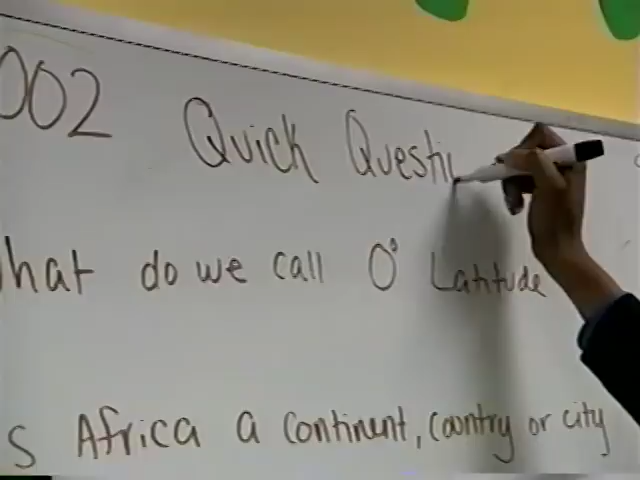 002 Quick Questi
hat do we call 0° Latitude
s Africa a continent, country or city